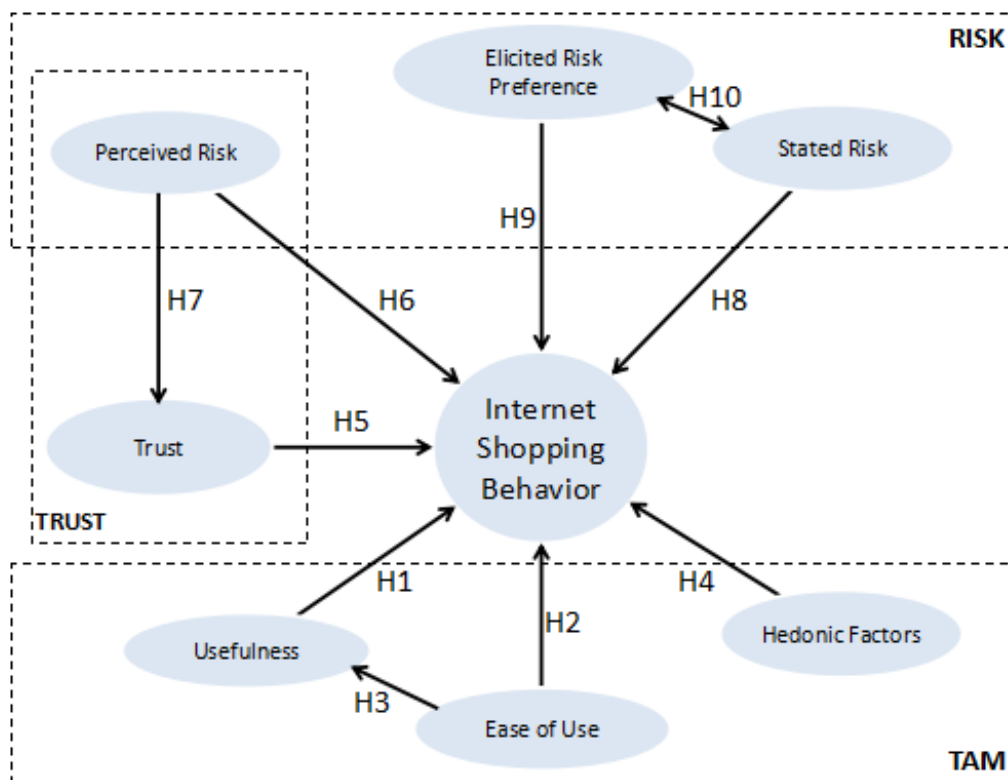 RISK
Elicited Risk
Preference
H10
Perceived Risk
Stated Risk
H9
H7
H6
H8
Internet
Shopping
Behavior
H5
Trust
TRUST
H1
H4
H2
Usefulness
Hedonic Factors
H3
Ease of Use
TAM